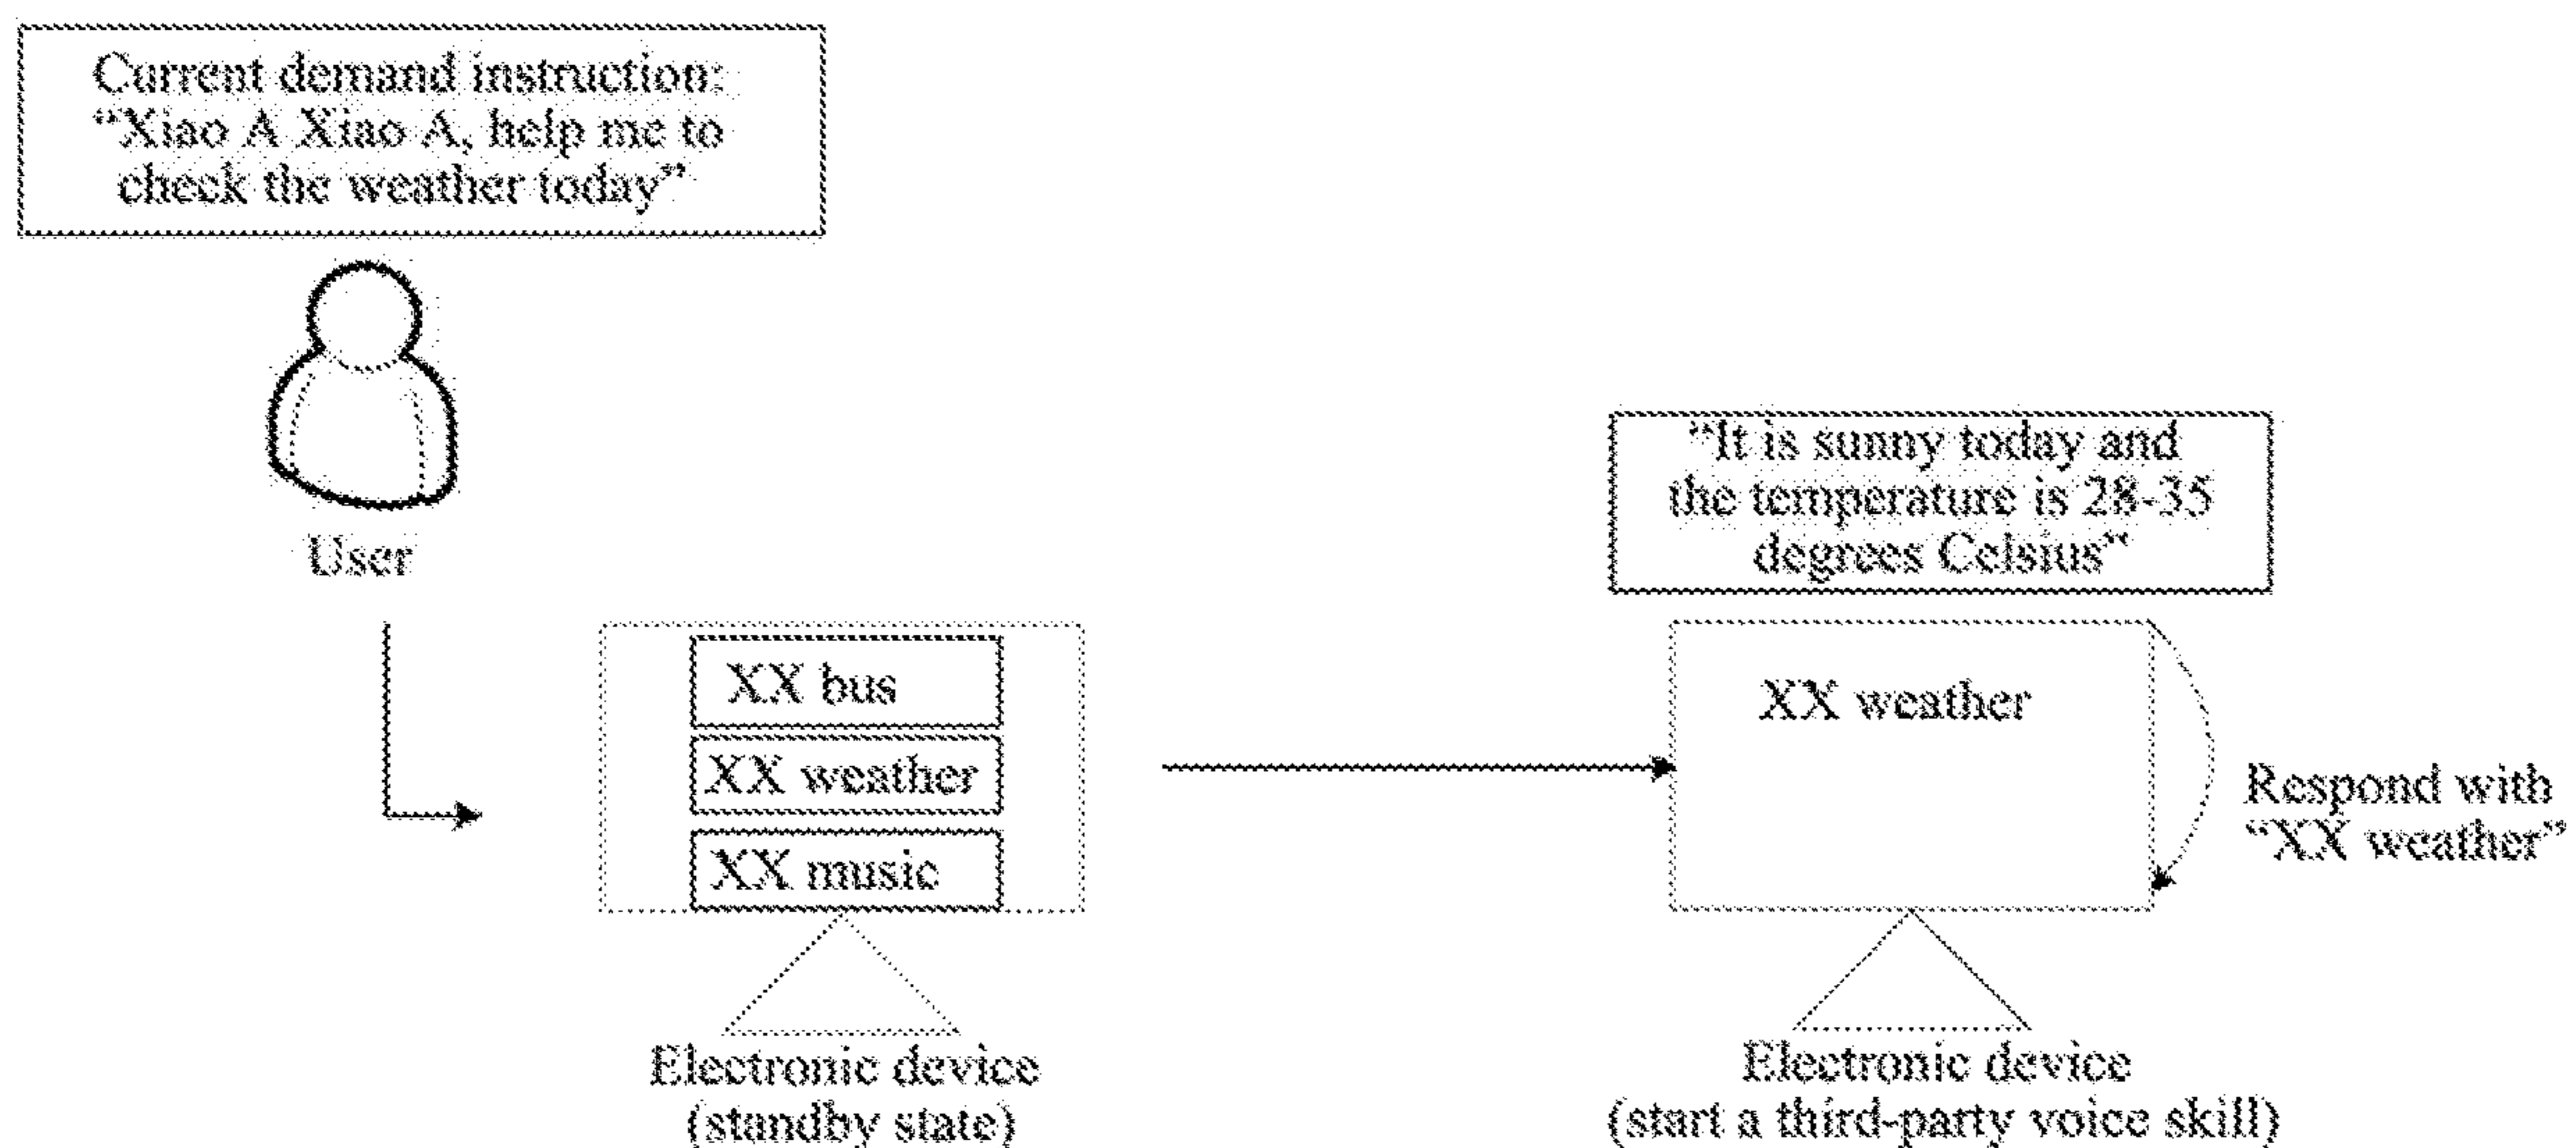 Current demand instruction:
“Xiao A Xiao A, help me to
check the weather today”
User
“It is sunny today and
the temperature is 28-35
degrees Celsius“
XX bus
XX weather
XX music
XX weather
Respond with
“XX weather”
Electronic device
(standby state)
Electronic device
(start a third-party voice skill)